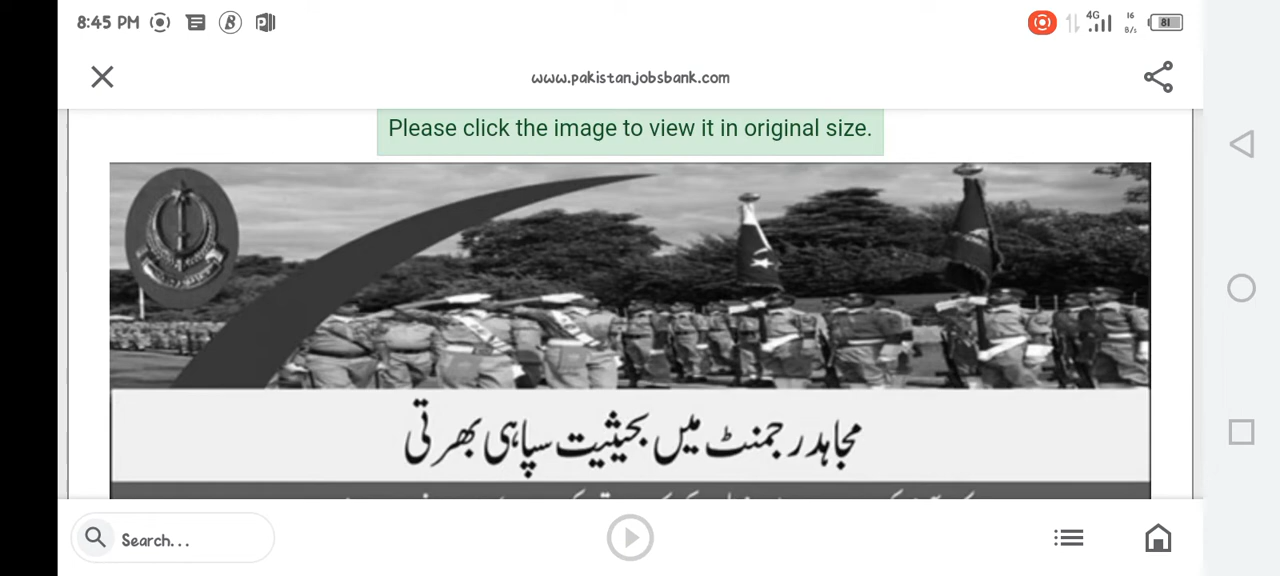 8:45 PM
4G
16
B/s
81
www.pakistanjobsbank.com
Please click the image to view it in original size.
مجاہد رجمنٹ میں بحیثیت سپاہی بھرتی
Search...